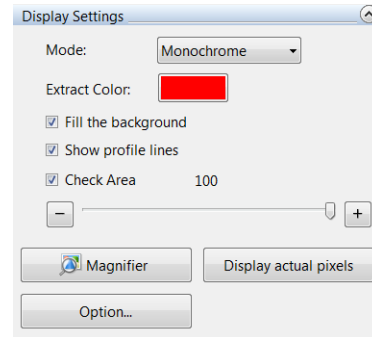 Display Settings
Mode: Monochrome
Extract Color:
Fill the background
Show profile lines
Check Area 100
− +
Magnifier Display actual pixels
Option...